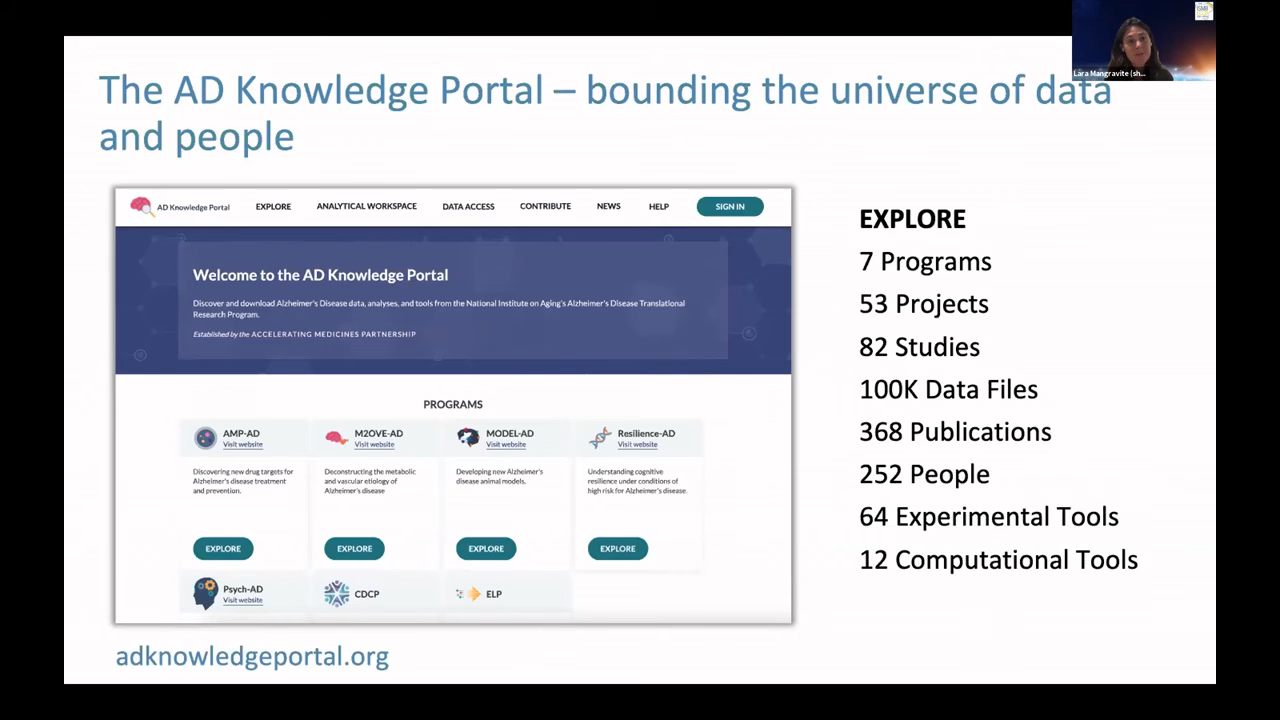 The AD Knowledge Portal – bounding the universe of data
and people
Lara Mangravite (sh...
AD Knowledge Portal
EXPLORE
ANALYTICAL WORKSPACE
DATA ACCESS
CONTRIBUTE
NEWS
HELP
SIGN IN
Welcome to the AD Knowledge Portal
Discover and download Alzheimer's Disease data, analyses, and tools from the National Institute on Aging's Alzheimer's Disease Translational
Research Program.
Established by the ACCELERATING MEDICINES PARTNERSHIP
PROGRAMS
AMP-AD
Visit website
Discovering new drug targets for
Alzheimer's disease treatment
and prevention.
EXPLORE
M2OVE-AD
Visit website
Deconstructing the metabolic
and vascular etiology of
Alzheimer's disease
EXPLORE
MODEL-AD
Visit website
Developing new Alzheimer's
disease animal models.
EXPLORE
Resilience-AD
Visit website
Understanding cognitive
resilience under conditions of
high risk for Alzheimer's disease.
EXPLORE
Psych-AD
Visit website
CDCP
ELP
EXPLORE
7 Programs
53 Projects
82 Studies
100K Data Files
368 Publications
252 People
64 Experimental Tools
12 Computational Tools
adknowledgeportal.org